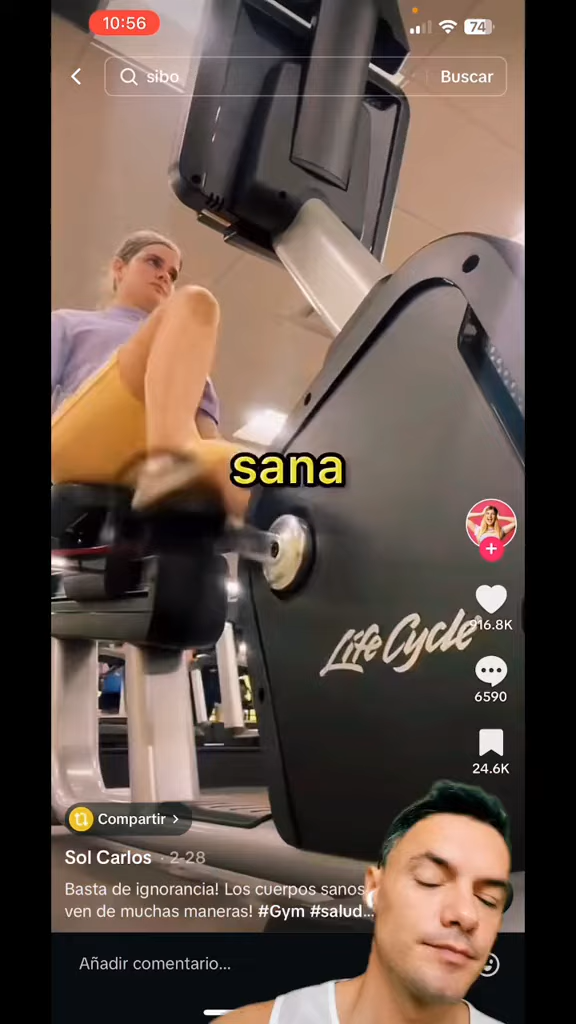 10:56
74
sibo
Buscar
sana
Life Cycle
916.8K
6590
24.6K
Compartir
Sol Carlos · 2-28
Basta de ignorancia! Los cuerpos sanos
ven de muchas maneras! #Gym #salud...
Añadir comentario...